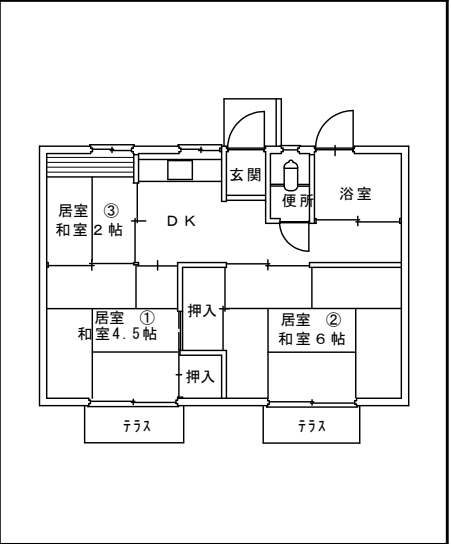 玄関
便所
浴室
居室 ③
和室2帖
DK
押入
居室 ①
和室4.5帖
居室 ②
和室6帖
押入
テラス
テラス